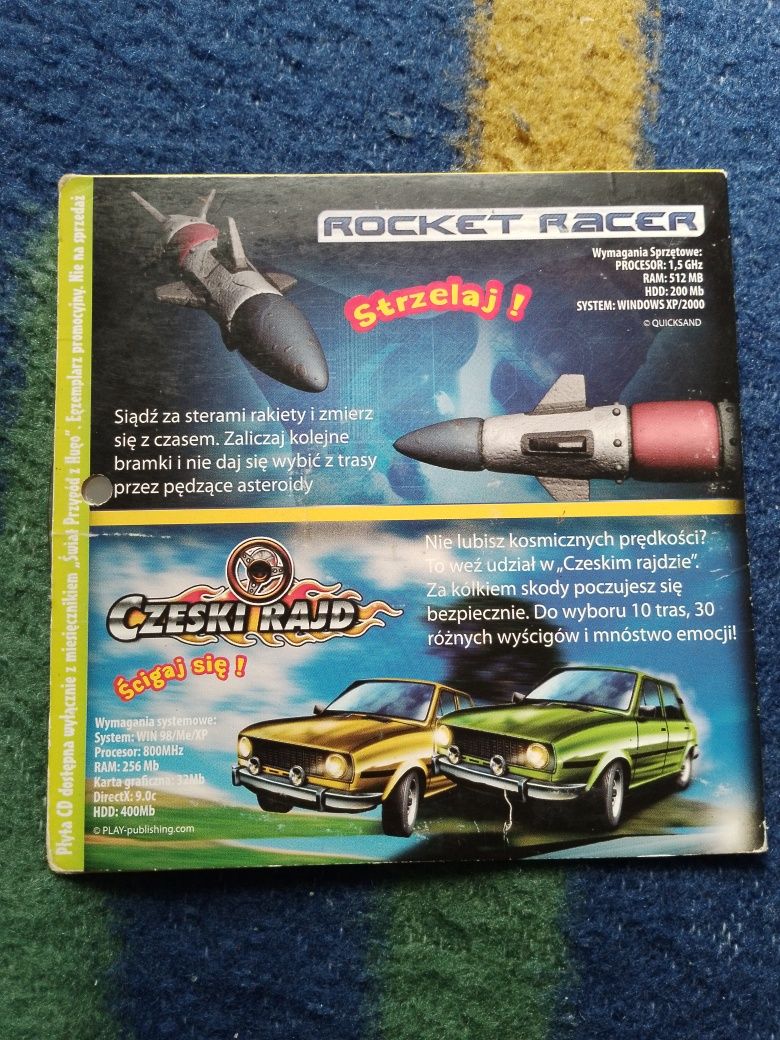 ROCKET RACER
Wymagania Sprzętowe:
PROCESOR: 1,5 GHz
RAM: 512 MB
HDD: 200 Mb
SYSTEM: WINDOWS XP/2000
© QUICKSAND
Strzelaj !
Siądź za sterami rakiety i zmierz
się z czasem. Zaliczaj kolejne
bramki i nie daj się wybić z trasy
przez pędzące asteroidy
Nie lubisz kosmicznych prędkości?
To weź udział w „Czeskim rajdzie”.
Za kółkiem skody poczujesz się
bezpiecznie. Do wyboru 10 tras, 30
różnych wyścigów i mnóstwo emocji!
CZESKI RAJD
Ścigaj się !
Wymagania systemowe:
System: WIN 98/Me/XP
Procesor: 800MHz
RAM: 256 Mb
Karta graficzna: 32Mb
DirectX: 9.0c
HDD: 400Mb
© PLAY-publishing.com
Płyta CD dostępna wyłącznie z miesięcznikiem „Świat Przygód z Hugo”. Egzemplarz promocyjny. Nie na sprzedaż